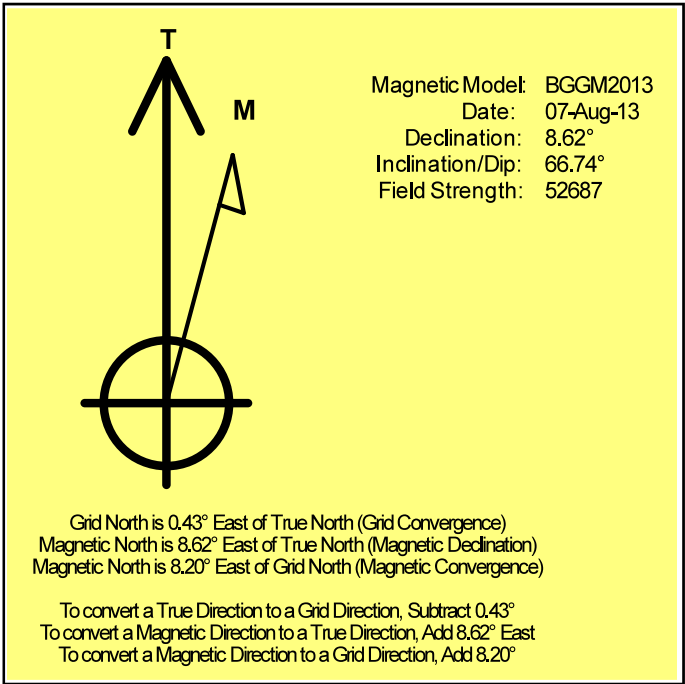 T
M
Magnetic Model: BGGM2013
Date: 07-Aug-13
Declination: 8.62°
Inclination/Dip: 66.74°
Field Strength: 52687
Grid North is 0.43° East of True North (Grid Convergence)
Magnetic North is 8.62° East of True North (Magnetic Declination)
Magnetic North is 8.20° East of Grid North (Magnetic Convergence)
To convert a True Direction to a Grid Direction, Subtract 0.43°
To convert a Magnetic Direction to a True Direction, Add 8.62° East
To convert a Magnetic Direction to a Grid Direction, Add 8.20°